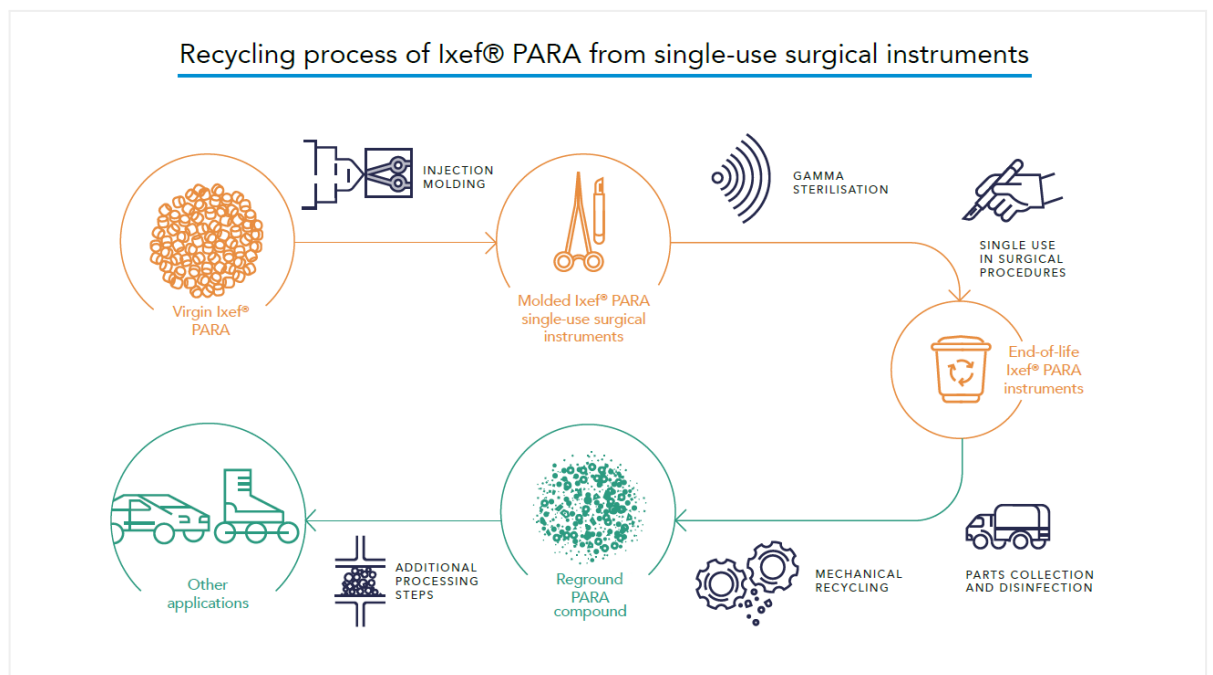 Recycling process of Ixef® PARA from single-use surgical instruments
INJECTION
MOLDING
GAMMA
STERILISATION
SINGLE USE
IN SURGICAL
PROCEDURES
Virgin Ixef®
PARA
Molded Ixef® PARA
single-use surgical
instruments
End-of-life
Ixef® PARA
instruments
PARTS COLLECTION
AND DISINFECTION
MECHANICAL
RECYCLING
Reground
PARA
compound
ADDITIONAL
PROCESSING
STEPS
Other
applications